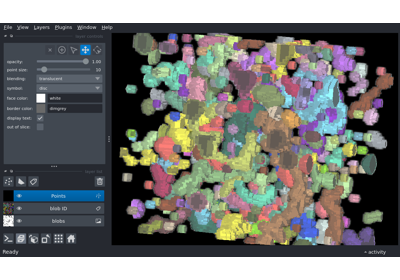 File View Layers Plugins Window Help
opacity: 1.00
point size: 10
blending: translucent
symbol: disc
face color: white
border color: dimgrey
display text:
out of slice:
Points
blob ID
blobs
Ready
activity